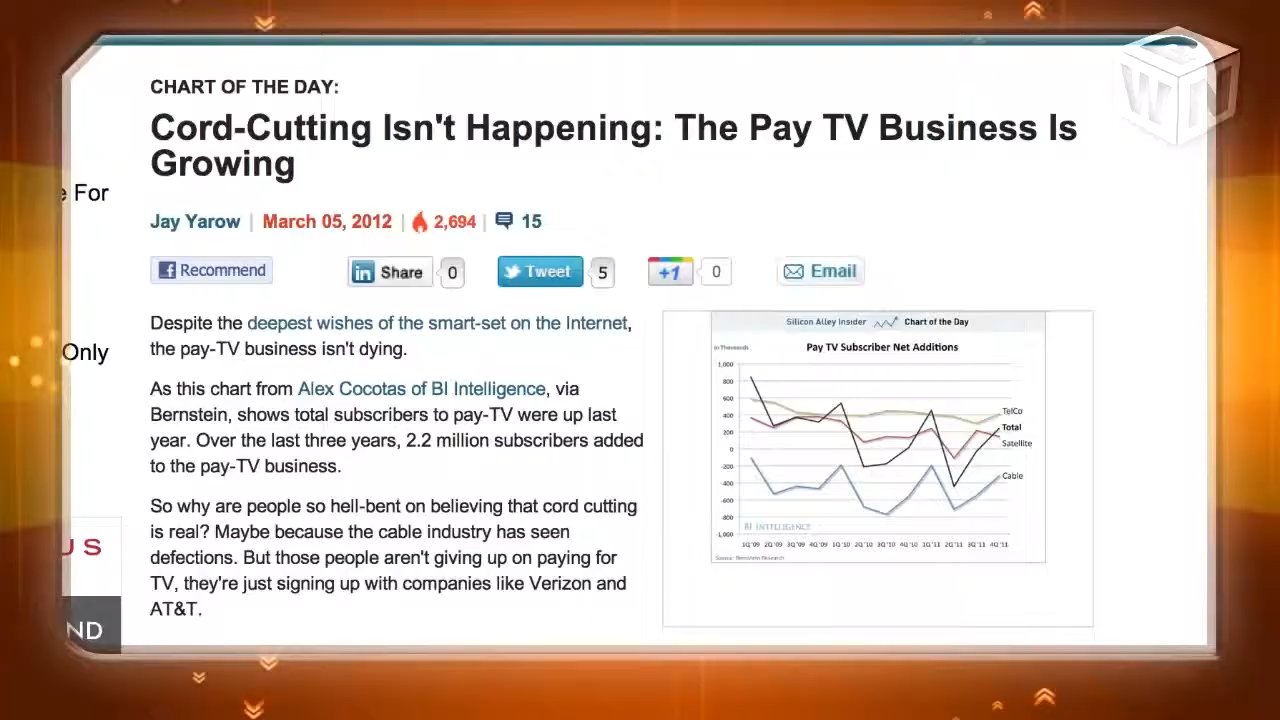 CHART OF THE DAY:
Cord-Cutting Isn't Happening: The Pay TV Business Is
Growing
e For
Jay Yarow | March 05, 2012 | 2,694 | 15
Recommend
Share 0
Tweet 5
+1 0
Email
Despite the deepest wishes of the smart-set on the Internet,
the pay-TV business isn't dying.
Only
As this chart from Alex Cocotas of BI Intelligence, via
Bernstein, shows total subscribers to pay-TV were up last
year. Over the last three years, 2.2 million subscribers added
to the pay-TV business.
So why are people so hell-bent on believing that cord cutting
is real? Maybe because the cable industry has seen
defections. But those people aren't giving up on paying for
TV, they're just signing up with companies like Verizon and
AT&T.
U S
ND
Silicon Alley Insider Chart of the Day
In Thousands
Pay TV Subscriber Net Additions
1,000
800
600
400
200
0
-200
-400
-600
-800
-1,000
TelCo
Total
Satellite
Cable
BI INTELLIGENCE
1Q '09 2Q '09 3Q '09 4Q '09 1Q '10 2Q '10 3Q '10 4Q '10 1Q '11 2Q '11 3Q '11 4Q '11
Source: Bernstein Research
WN